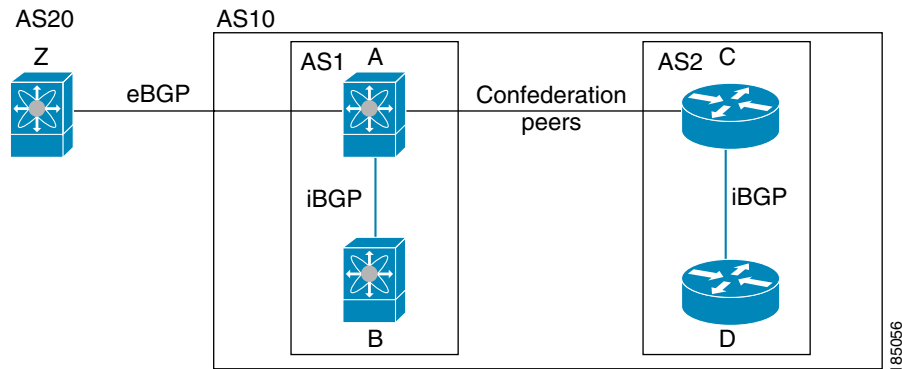 AS20
AS10
Z
AS1
A
AS2
C
eBGP
Confederation
peers
iBGP
iBGP
B
D
185056